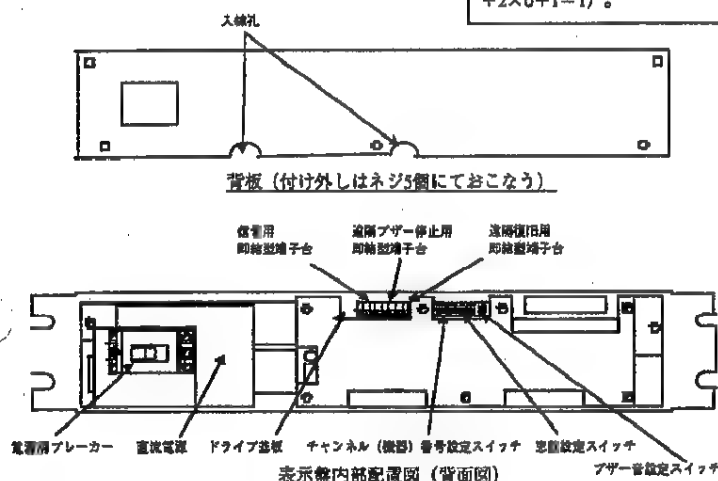 +2×0+1-1)。
入線孔
背板（付け外しはネジ5個にておこなう）
信号用
即結型端子台
遠隔ブザー停止用
即結型端子台
遠隔復旧用
即結型端子台
電源用ブレーカー
直流電源
ドライブ基板
チャンネル（機器）番号設定スイッチ
設定スイッチ
ブザー音設定スイッチ
表示盤内部配置図（背面図）